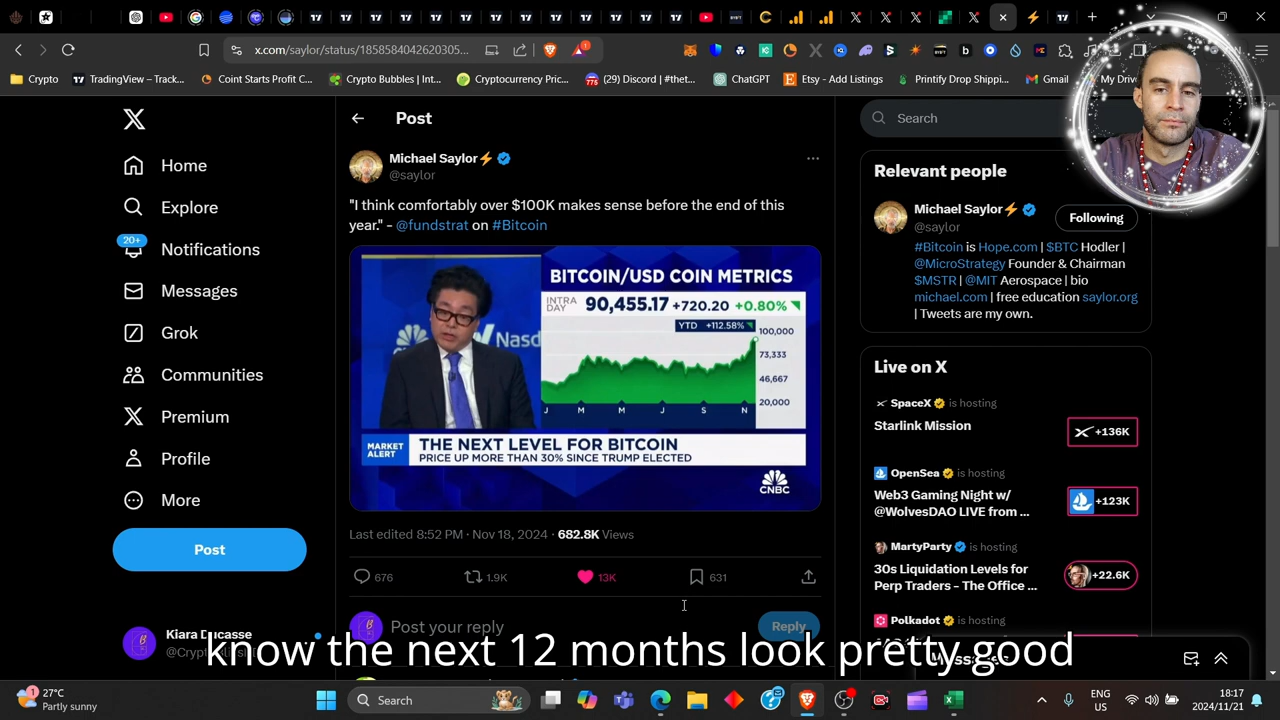 x.com/saylor/status/1858584042620305...
1
Crypto
TradingView – Track...
Coint Starts Profit C...
Crypto Bubbles | Int...
Cryptocurrency Pric...
(29) Discord | #thet...
ChatGPT
Etsy - Add Listings
Printify Drop Shippi...
Gmail
My Driv
X
Home
Explore
20+
Notifications
Messages
Grok
Communities
Premium
Profile
More
Post
Kiara Ducasse
Post
Michael Saylor⚡
@saylor
"I think comfortably over $100K makes sense before the end of this
year." - @fundstrat on #Bitcoin
BITCOIN/USD COIN METRICS
INTRA
DAY
90,455.17 +720.20 +0.80%
YTD +112.58%
100,000
73,333
46,667
20,000
J M M J S N
Nasd
MARKET
ALERT
THE NEXT LEVEL FOR BITCOIN
PRICE UP MORE THAN 30% SINCE TRUMP ELECTED
CNBC
Last edited 8:52 PM · Nov 18, 2024 · 682.8K Views
676
1.9K
13K
631
Post your reply
Reply
know the next 12 months look pretty good
Search
Relevant people
Michael Saylor⚡
@saylor
Following
#Bitcoin is Hope.com | $BTC Hodler |
@MicroStrategy Founder & Chairman
$MSTR | @MIT Aerospace | bio
michael.com | free education saylor.org
| Tweets are my own.
Live on X
SpaceX is hosting
Starlink Mission
+136K
OpenSea is hosting
Web3 Gaming Night w/
@WolvesDAO LIVE from ...
+123K
MartyParty is hosting
30s Liquidation Levels for
Perp Traders – The Office ...
+22.6K
Polkadot is hosting
1
27°C
Partly sunny
Search
ENG
US
18:17
2024/11/21